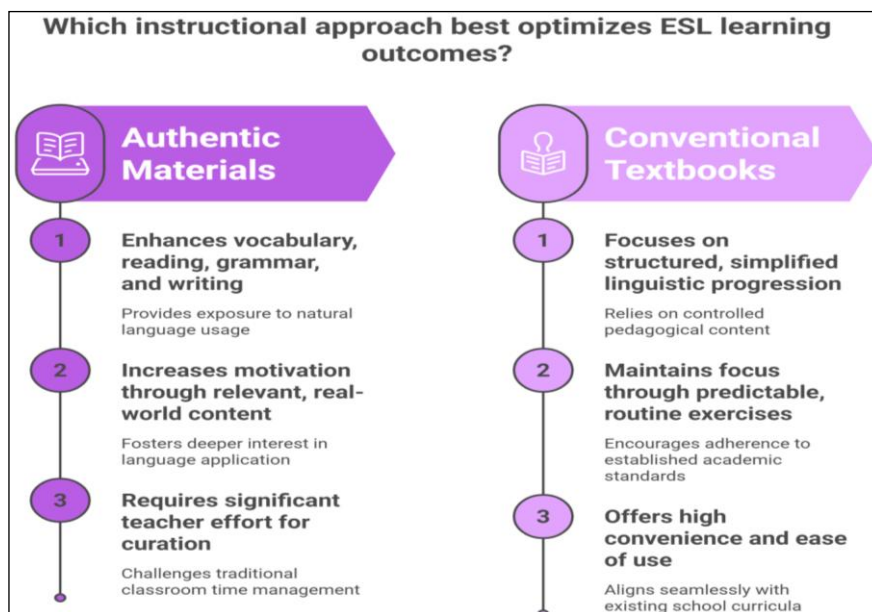 Which instructional approach best optimizes ESL learning
outcomes?
Authentic
Materials
1
Enhances vocabulary,
reading, grammar,
and writing
Provides exposure to natural
language usage
2
Increases motivation
through relevant, real-
world content
Fosters deeper interest in
language application
3
Requires significant
teacher effort for
curation
Challenges traditional
classroom time management
Conventional
Textbooks
1
Focuses on
structured, simplified
linguistic progression
Relies on controlled
pedagogical content
2
Maintains focus
through predictable,
routine exercises
Encourages adherence to
established academic
standards
3
Offers high
convenience and ease
of use
Aligns seamlessly with
existing school curricula